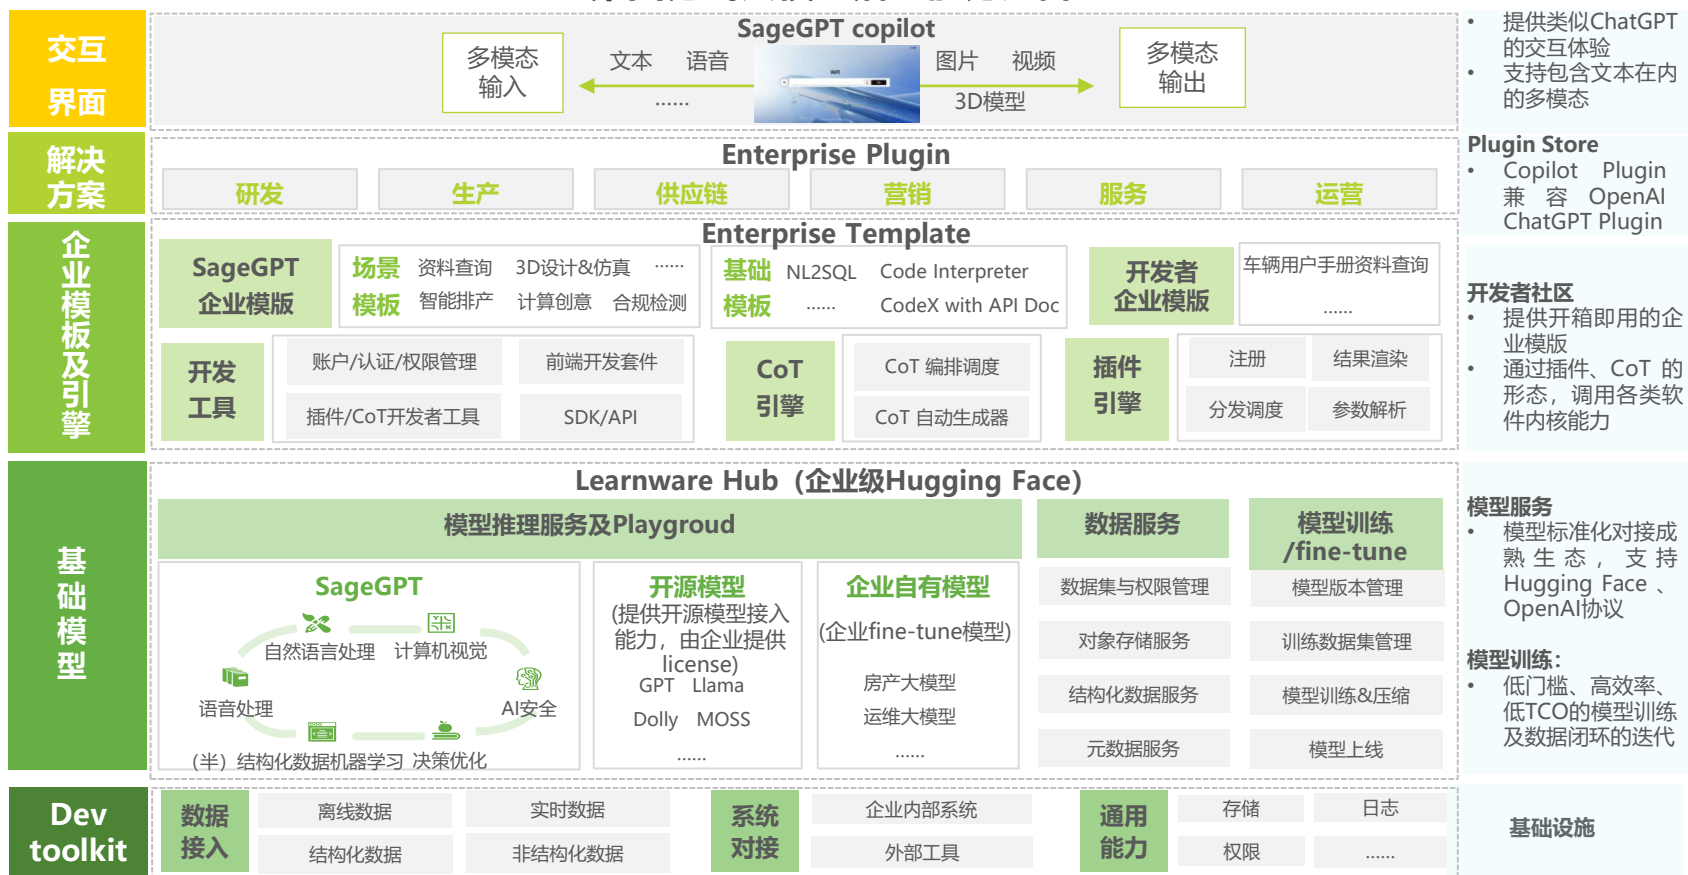 交互
界面
SageGPT copilot
多模态
输入
文本 语音
......
图片 视频
3D模型
多模态
输出
• 提供类似ChatGPT
的交互体验
• 支持包含文本在内
的多模态
解决
方案
Enterprise Plugin
研发 生产 供应链 营销 服务 运营
Plugin Store
• Copilot Plugin
兼容 OpenAI
ChatGPT Plugin
企业模板及引擎
Enterprise Template
SageGPT
企业模版
场景
模板
资料查询 3D设计&仿真 ......
智能排产 计算创意 合规检测
基础
模板
NL2SQL Code Interpreter
...... CodeX with API Doc
开发者
企业模版
车辆用户手册资料查询
......
开发
工具
账户/认证/权限管理 前端开发套件
插件/CoT开发者工具 SDK/API
CoT
引擎
CoT 编排调度
CoT 自动生成器
插件
引擎
注册 结果渲染
分发调度 参数解析
开发者社区
• 提供开箱即用的企
业模版
• 通过插件、CoT 的
形态，调用各类软
件内核能力
基础模型
Learnware Hub（企业级Hugging Face）
模型推理服务及Playgroud
SageGPT
自然语言处理 计算机视觉
语音处理 AI安全
（半）结构化数据机器学习 决策优化
开源模型
(提供开源模型接入
能力，由企业提供
license)
GPT Llama
Dolly MOSS
......
企业自有模型
(企业fine-tune模型)
房产大模型
运维大模型
......
数据服务
数据集与权限管理
对象存储服务
结构化数据服务
元数据服务
模型训练
/fine-tune
模型版本管理
训练数据集管理
模型训练&压缩
模型上线
模型服务
• 模型标准化对接成
熟生态，支持
Hugging Face 、
OpenAI协议
模型训练：
• 低门槛、高效率、
低TCO的模型训练
及数据闭环的迭代
Dev
toolkit
数据
接入
离线数据 实时数据
结构化数据 非结构化数据
系统
对接
企业内部系统
外部工具
通用
能力
存储 日志
权限 ......
基础设施